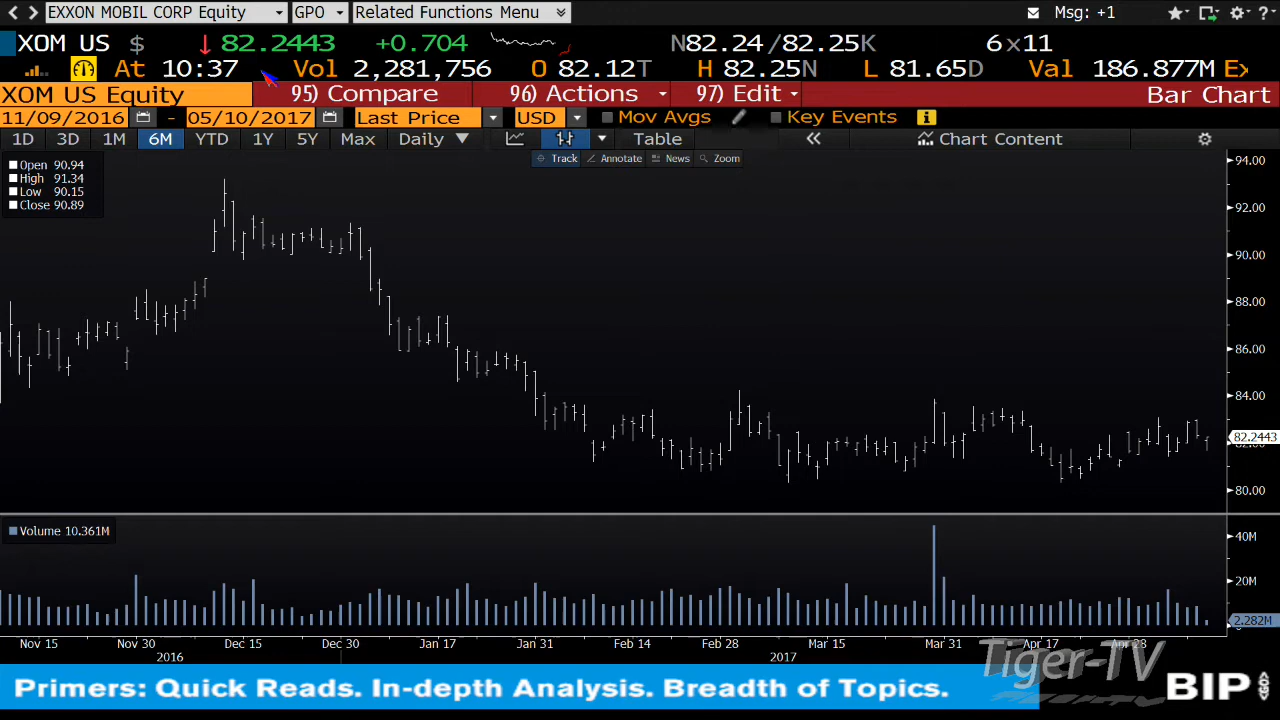 EXXON MOBIL CORP Equity GPO Related Functions Menu Msg: +1 ?
XOM US $ ↓ 82.2443 +0.704 N82.24 /82.25K 6x11
At 10:37 Vol 2,281,756 O 82.12T H 82.25N L 81.65D Val 186.877M Ex
XOM US Equity 95) Compare 96) Actions 97) Edit Bar Chart
11/09/2016 - 05/10/2017 Last Price USD Mov Avgs Key Events i
1D 3D 1M 6M YTD 1Y 5Y Max Daily ▼ Table « Chart Content
Track Annotate News Zoom
Open 90.94
High 91.34
Low 90.15
Close 90.89
94.00
92.00
90.00
88.00
86.00
84.00
82.2443
82.00
80.00
Volume 10.361M
40M
20M
2.282M
0
Nov 15 Nov 30 Dec 15 Dec 30 Jan 17 Jan 31 Feb 14 Feb 28 Mar 15 Mar 31 Apr 17 Apr 28
2016 2017
Tiger-TV
Primers: Quick Reads. In-depth Analysis. Breadth of Topics.
BIP